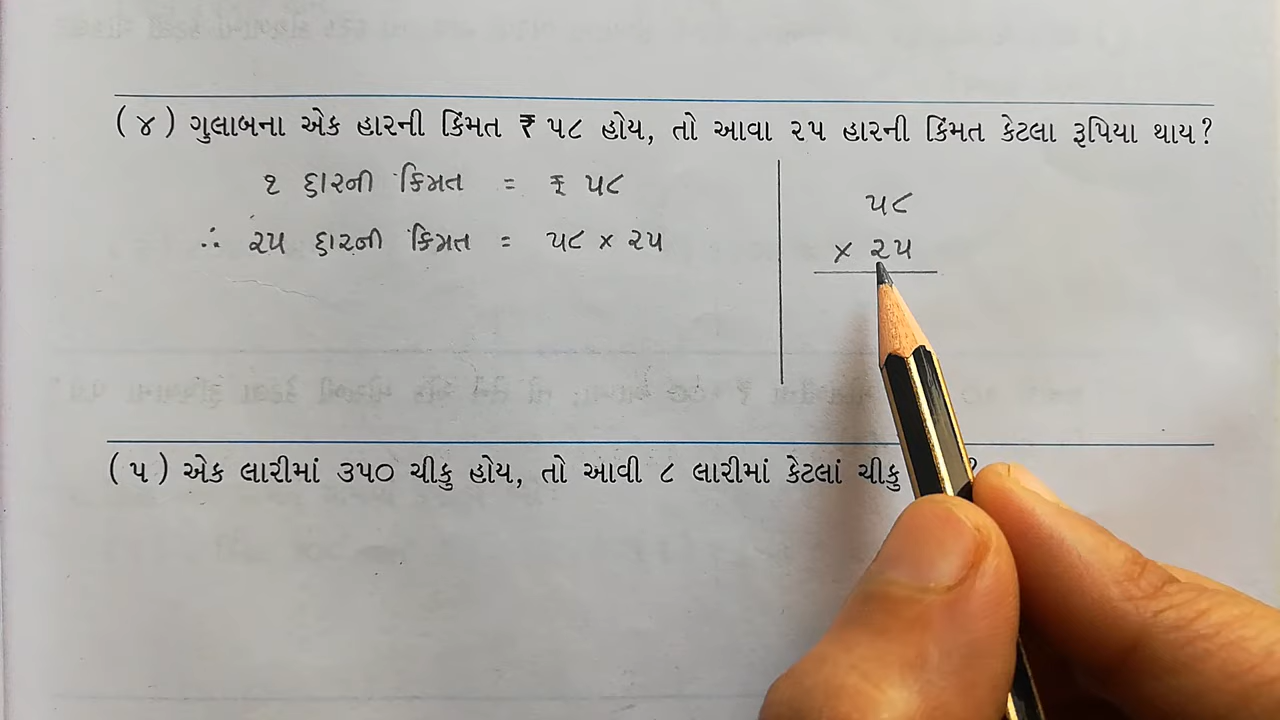 (૪) ગુલાબના એક હારની કિંમત ₹ ૫૮ હોય, તો આવા ૨૫ હારની કિંમત કેટલા રૂપિયા થાય?
૧ હારની કિંમત = ₹ ૫૮
∴ ૨૫ હારની કિંમત = ૫૮ × ૨૫
૫૮
× ૨૫
(૫) એક લારીમાં ૩૫૦ ચીકુ હોય, તો આવી ૮ લારીમાં કેટલાં ચીકુ ?